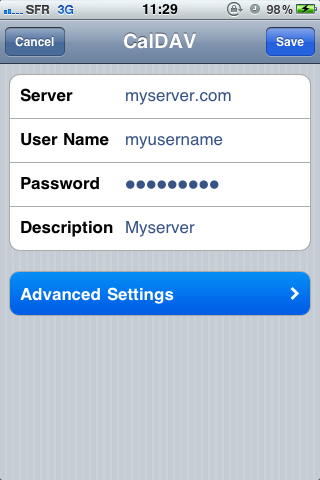 SFR 3G 11:29 98%
Cancel CalDAV Save
Server myserver.com
User Name myusername
Password ●●●●●●●●●
Description Myserver
Advanced Settings